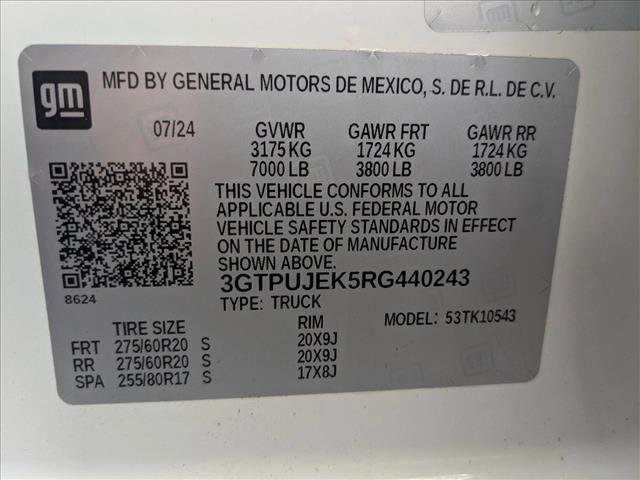 gm
MFD BY GENERAL MOTORS DE MEXICO, S. DE R.L. DE C.V.
07/24 GVWR GAWR FRT GAWR RR
3175 KG 1724 KG 1724 KG
7000 LB 3800 LB 3800 LB
THIS VEHICLE CONFORMS TO ALL
APPLICABLE U.S. FEDERAL MOTOR
VEHICLE SAFETY STANDARDS IN EFFECT
ON THE DATE OF MANUFACTURE
SHOWN ABOVE.
8624
3GTPUJEK5RG440243
TYPE: TRUCK
MODEL: 53TK10543
TIRE SIZE RIM
FRT 275/60R20 S 20X9J
RR 275/60R20 S 20X9J
SPA 255/80R17 S 17X8J